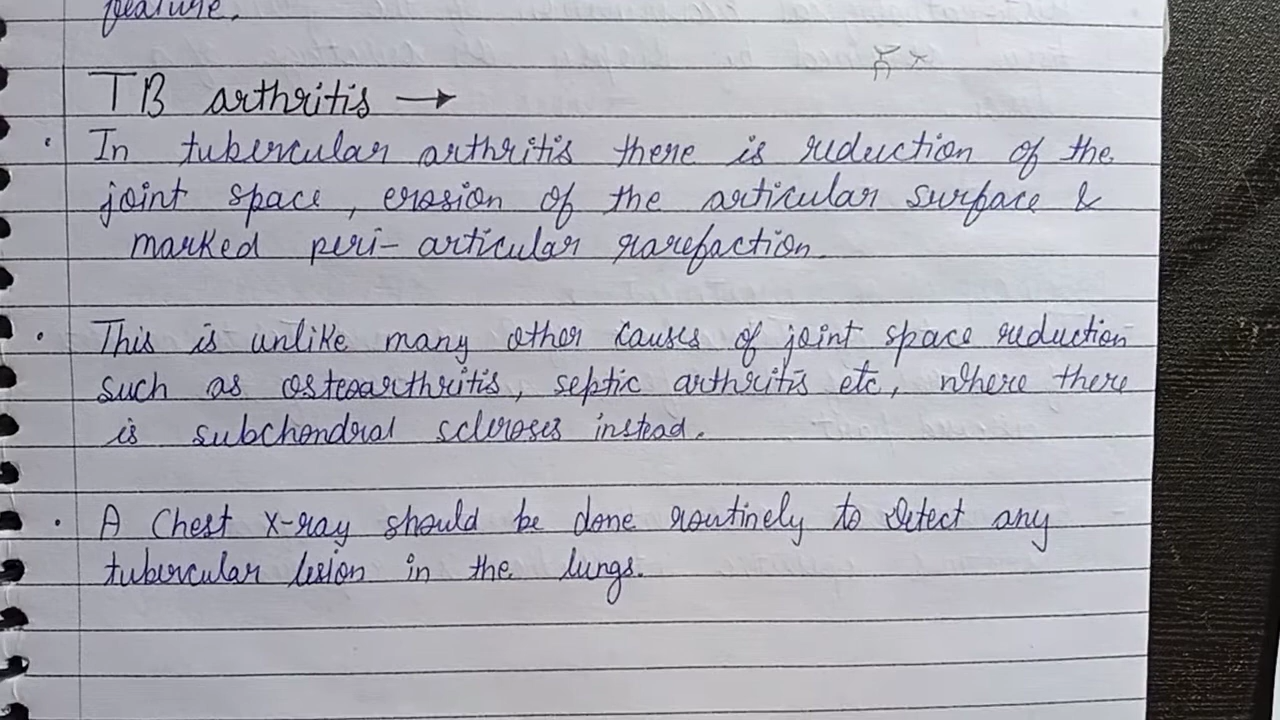 feature.
TB arthritis →
• In tubercular arthritis there is reduction of the
joint space, erosion of the articular surface &
marked peri-articular rarefaction.
• This is unlike many other causes of joint space reduction
such as osteoarthritis, septic arthritis etc, where there
is subchondral scleroses instead.
• A Chest X-ray should be done routinely to detect any
tubercular lesion in the lungs.